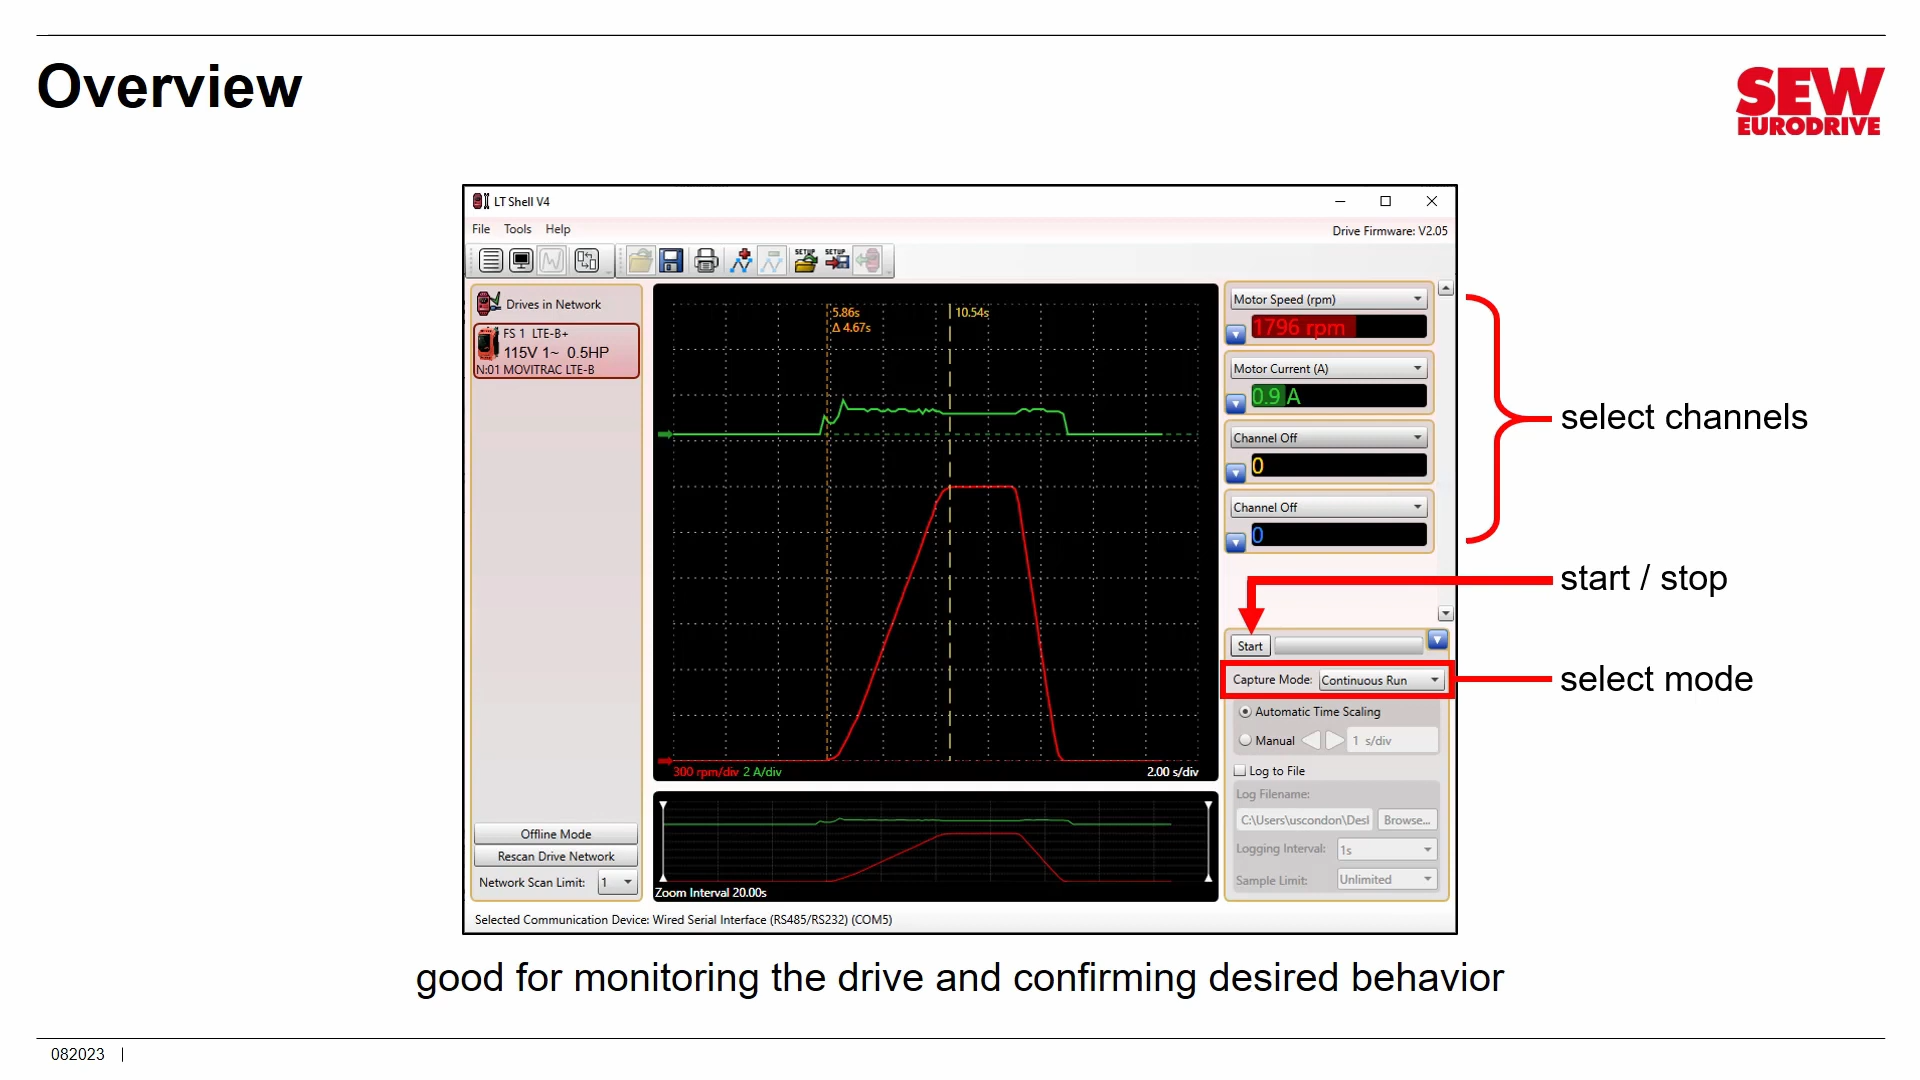 Overview
SEW
EURODRIVE
LT Shell V4
File Tools Help
Drive Firmware: V2.05
SETUP SETUP
Drives in Network
FS 1 LTE-B+
115V 1~ 0.5HP
N:01 MOVITRAC LTE-B
5.86s
Δ 4.67s
10.54s
300 rpm/div 2 A/div
2.00 s/div
Zoom Interval 20.00s
Offline Mode
Rescan Drive Network
Network Scan Limit: 1
Selected Communication Device: Wired Serial Interface (RS485/RS232) (COM5)
Motor Speed (rpm)
1796 rpm
Motor Current (A)
0.9 A
Channel Off
0
Channel Off
0
Start
Capture Mode: Continuous Run
Automatic Time Scaling
Manual 1 s/div
Log to File
Log Filename:
C:\Users\uscondon\Desl Browse...
Logging Interval: 1s
Sample Limit: Unlimited
select channels
start / stop
select mode
good for monitoring the drive and confirming desired behavior
082023 |